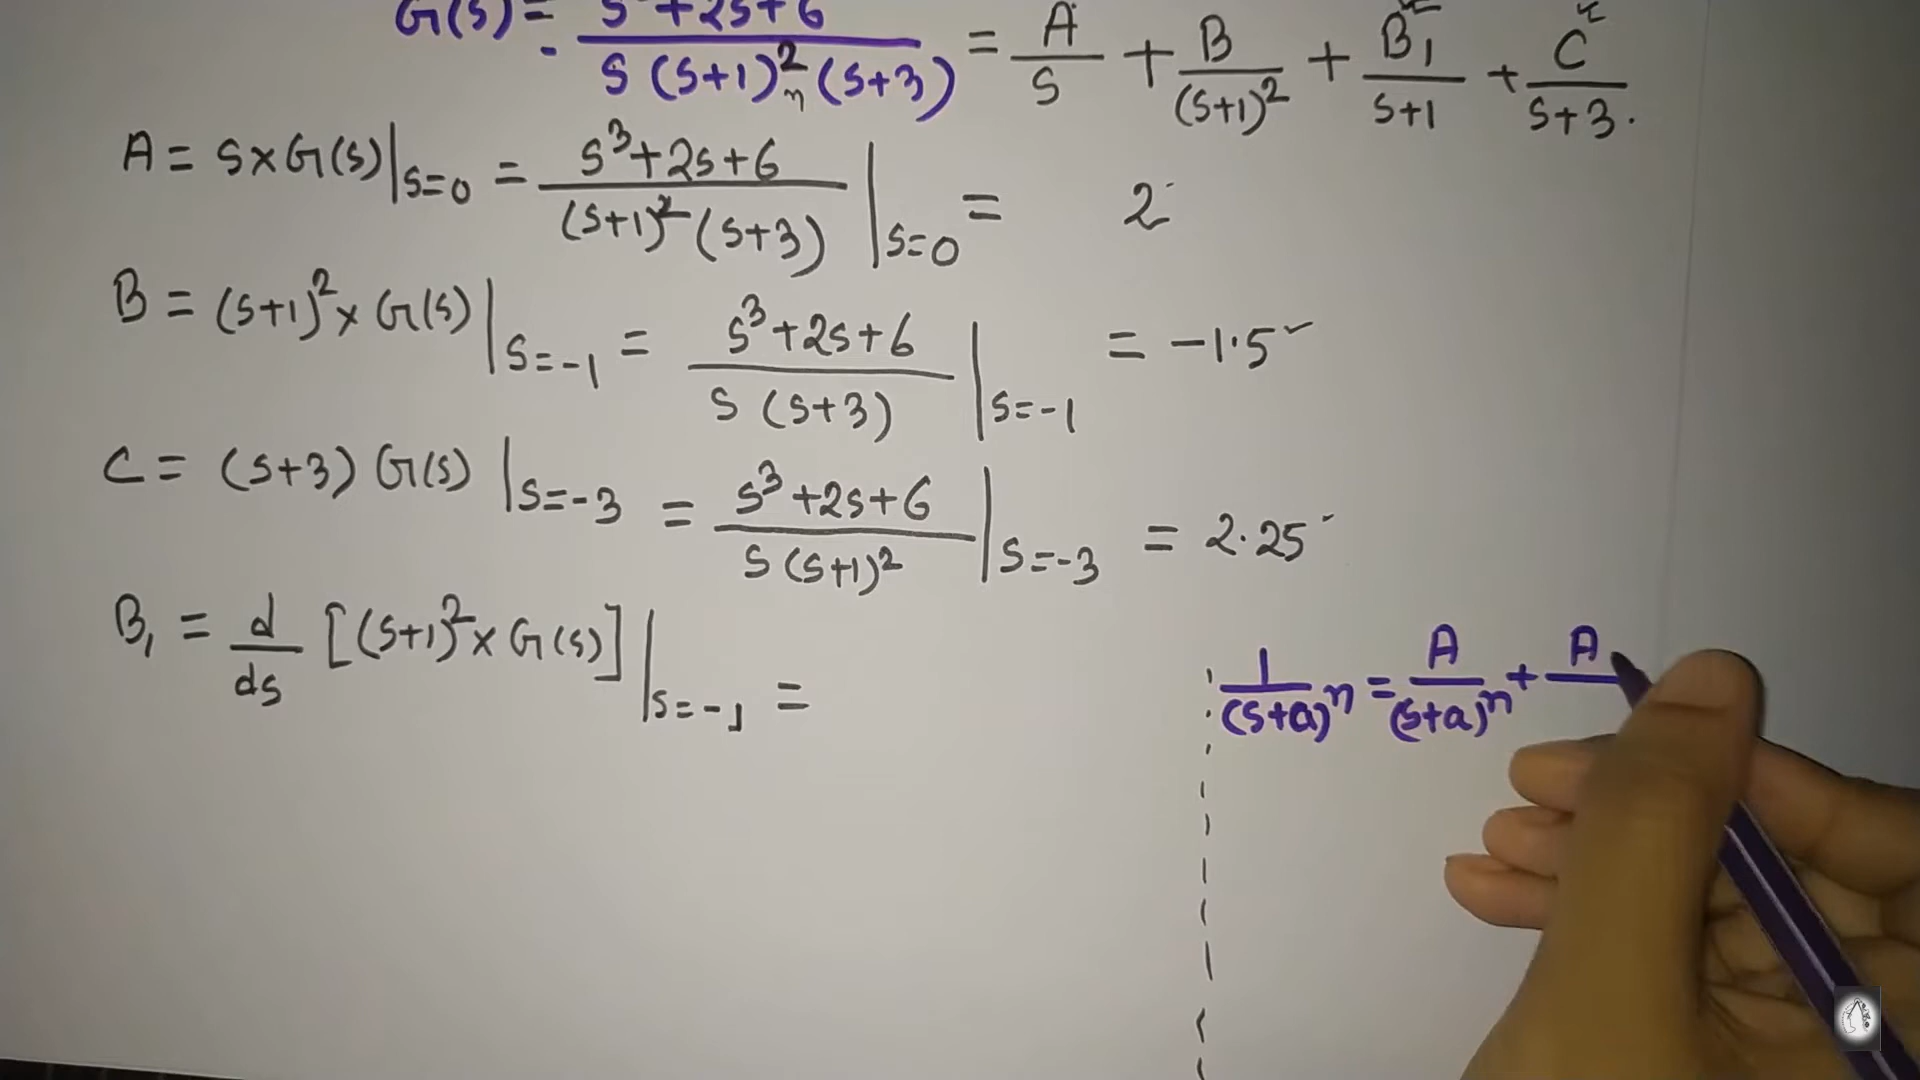 G(s) = s³+2s+6 / s(s+1)²ₙ(s+3) = A/s + B/(s+1)² + B₁/s+1 + C/s+3.
A = s×G(s)|s=0 = s³+2s+6 / (s+1)²(s+3) |s=0 = 2
B = (s+1)²× G(s)|s=-1 = s³+2s+6 / s(s+3) |s=-1 = -1.5
C = (s+3) G(s) |s=-3 = s³+2s+6 / s(s+1)² |s=-3 = 2.25
B₁ = d/ds [(s+1)²× G(s)] |s=-1 =
1/(s+a)ⁿ = A/(s+a)ⁿ + A